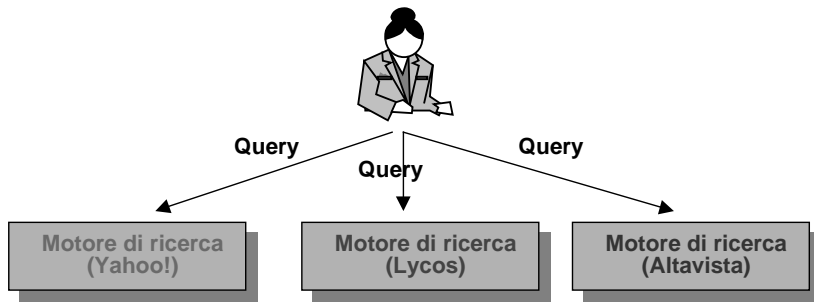 Query
Query
Query
Motore di ricerca
(Yahoo!)
Motore di ricerca
(Lycos)
Motore di ricerca
(Altavista)